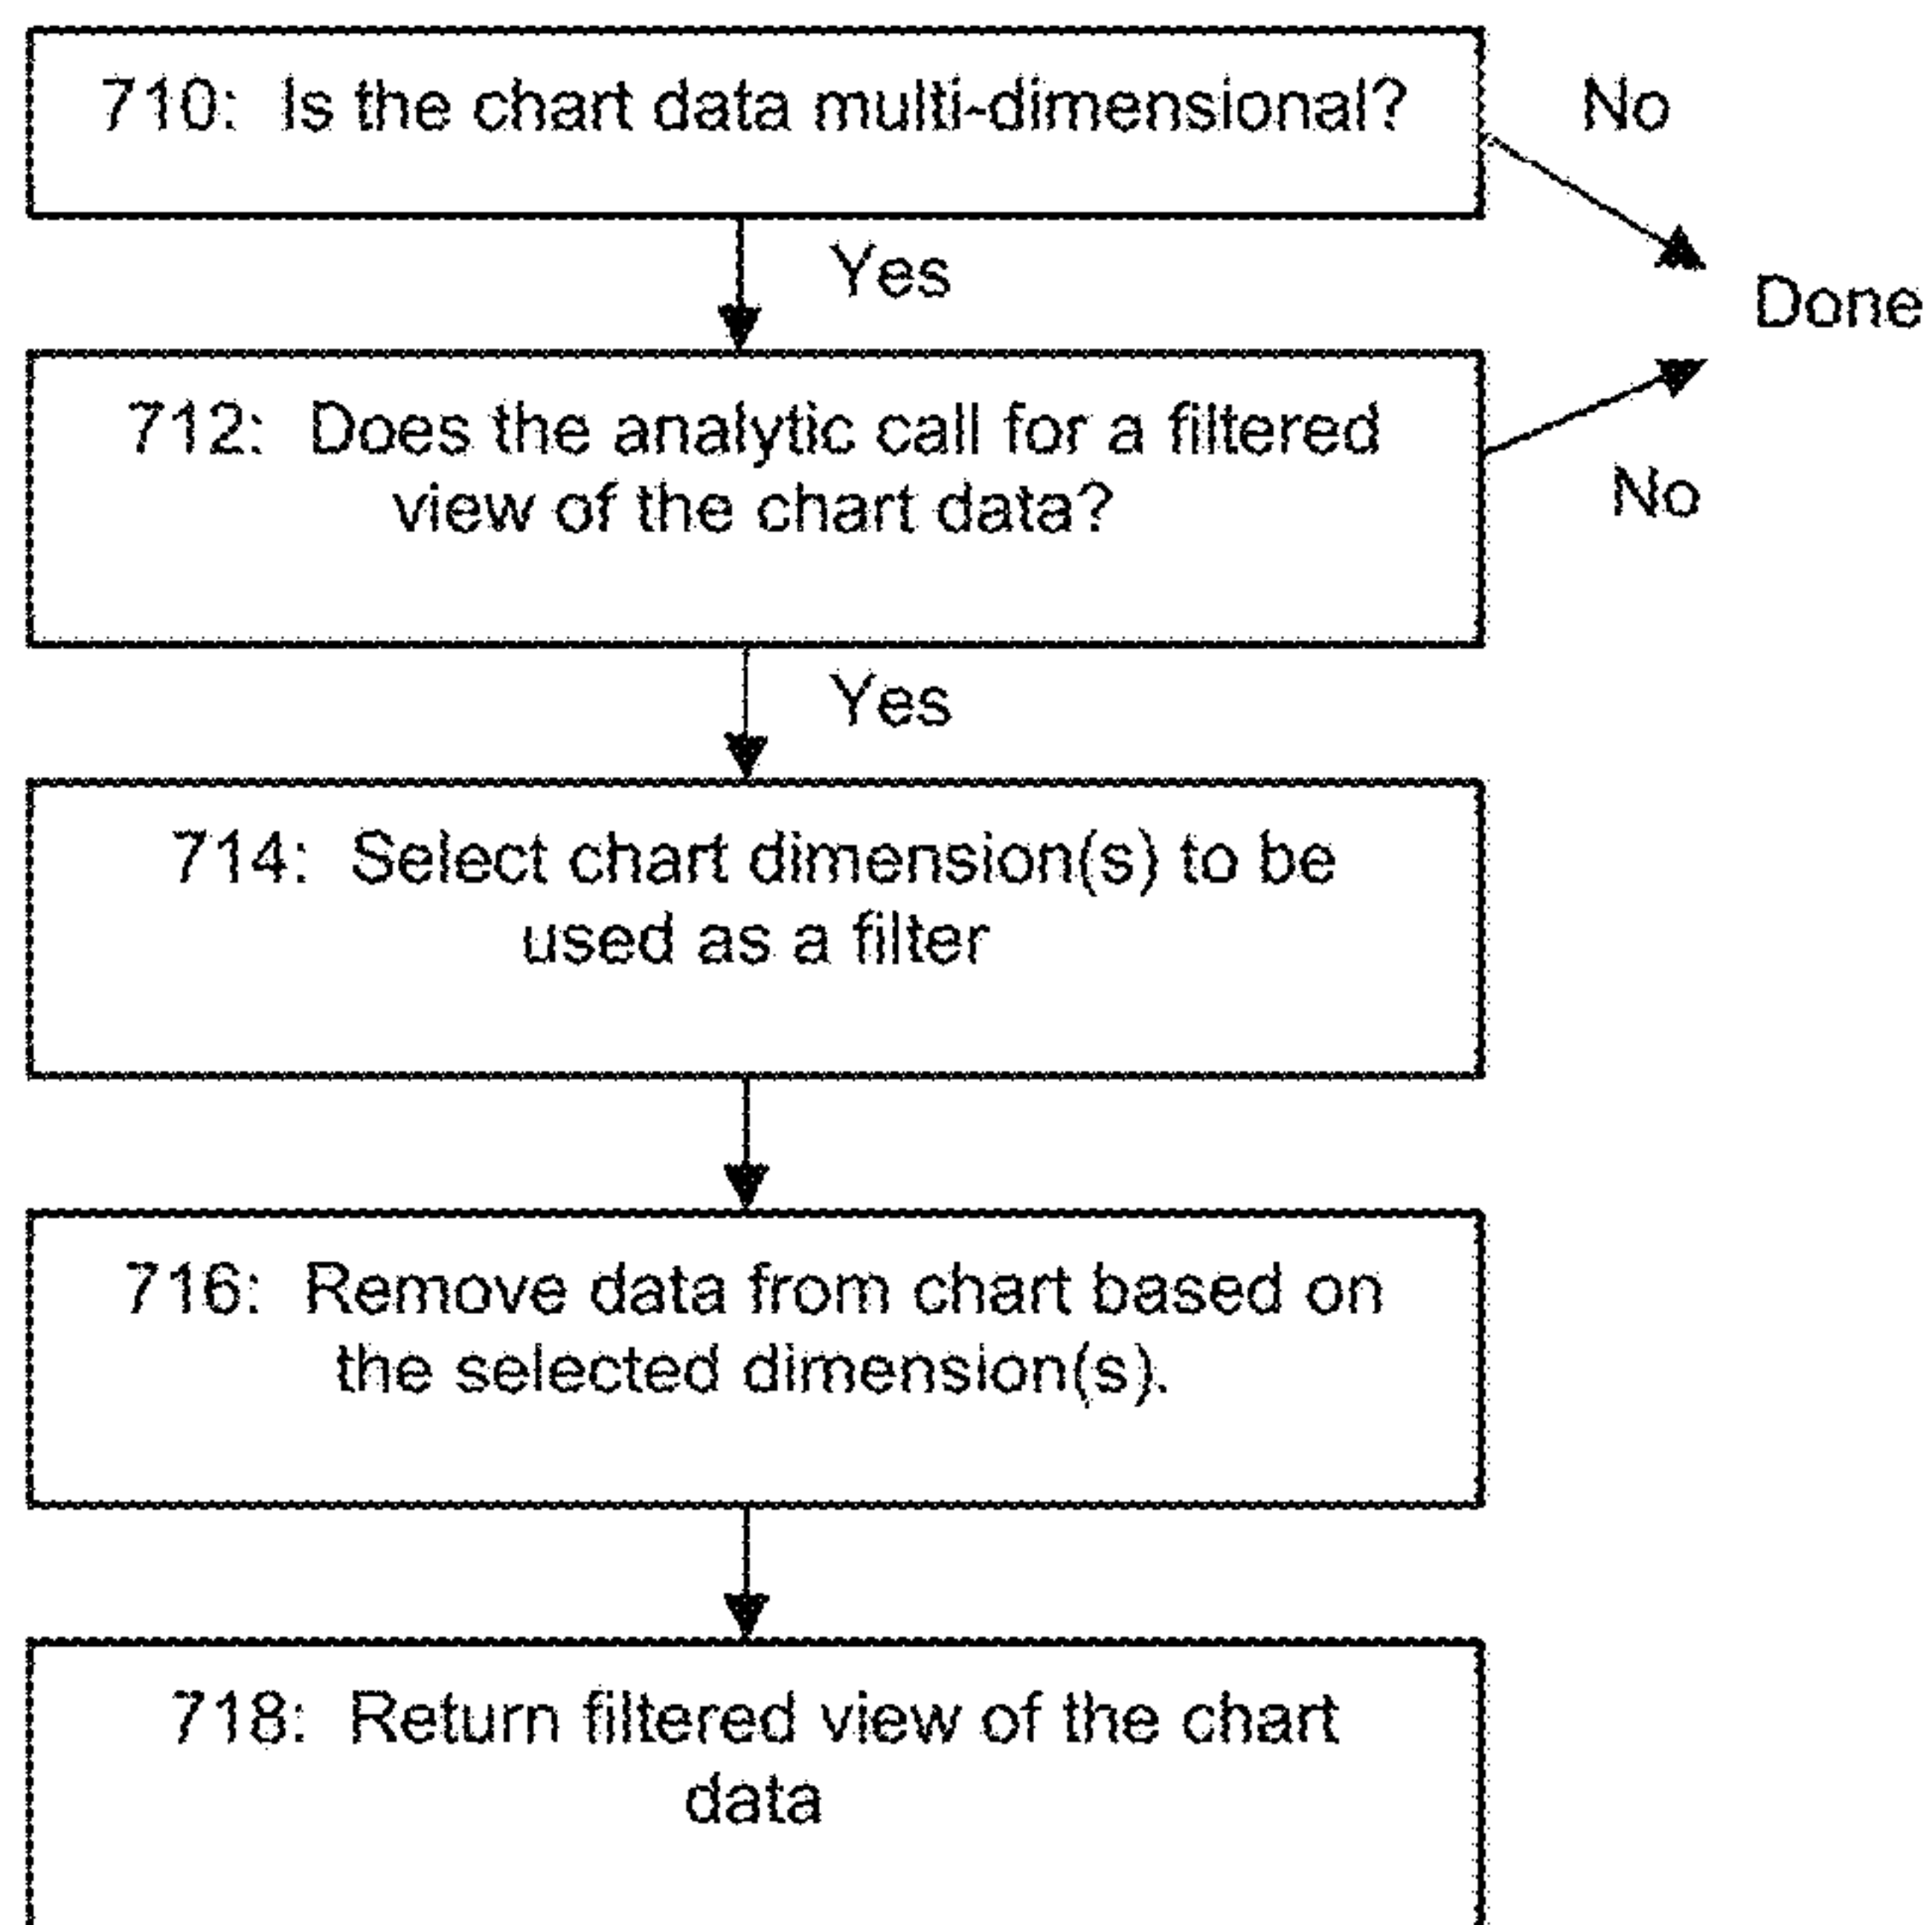 710: Is the chart data multi-dimensional?
No
Yes
Done
712: Does the analytic call for a filtered
view of the chart data?
No
Yes
714: Select chart dimension(s) to be
used as a filter
716: Remove data from chart based on
the selected dimension(s).
718: Return filtered view of the chart
data